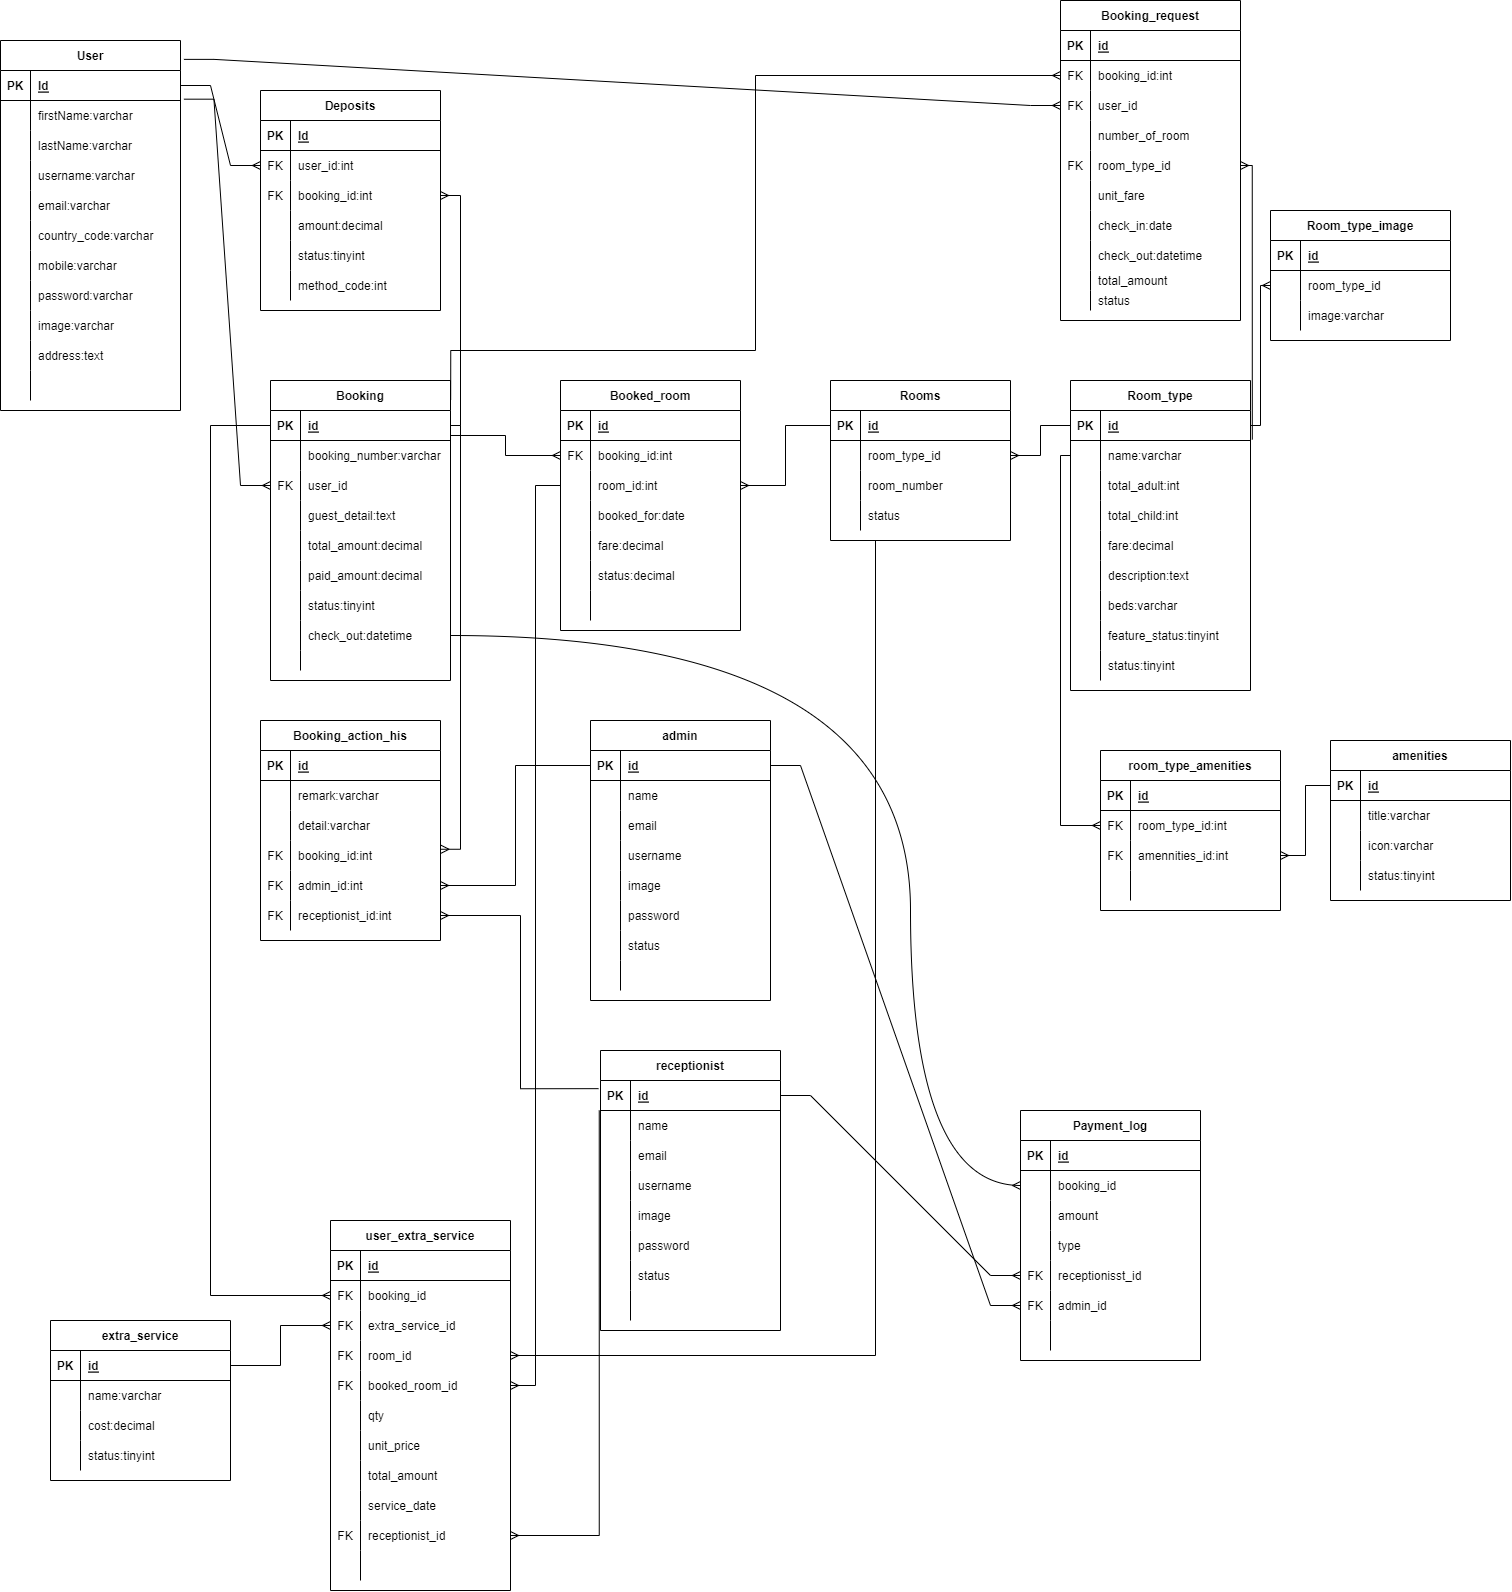 User
PK Id
firstName:varchar
lastName:varchar
username:varchar
email:varchar
country_code:varchar
mobile:varchar
password:varchar
image:varchar
address:text
Deposits
PK Id
FK user_id:int
FK booking_id:int
amount:decimal
status:tinyint
method_code:int
Booking_request
PK id
FK booking_id:int
FK user_id
number_of_room
FK room_type_id
unit_fare
check_in:date
check_out:datetime
total_amount
status
Room_type_image
PK id
room_type_id
image:varchar
Booking
PK id
booking_number:varchar
FK user_id
guest_detail:text
total_amount:decimal
paid_amount:decimal
status:tinyint
check_out:datetime
Booked_room
PK id
FK booking_id:int
room_id:int
booked_for:date
fare:decimal
status:decimal
Rooms
PK id
room_type_id
room_number
status
Room_type
PK id
name:varchar
total_adult:int
total_child:int
fare:decimal
description:text
beds:varchar
feature_status:tinyint
status:tinyint
Booking_action_his
PK id
remark:varchar
detail:varchar
FK booking_id:int
FK admin_id:int
FK receptionist_id:int
admin
PK id
name
email
username
image
password
status
room_type_amenities
PK id
FK room_type_id:int
FK amennities_id:int
amenities
PK id
title:varchar
icon:varchar
status:tinyint
receptionist
PK id
name
email
username
image
password
status
Payment_log
PK id
booking_id
amount
type
FK receptionisst_id
FK admin_id
user_extra_service
PK id
FK booking_id
FK extra_service_id
FK room_id
FK booked_room_id
qty
unit_price
total_amount
service_date
FK receptionist_id
extra_service
PK id
name:varchar
cost:decimal
status:tinyint